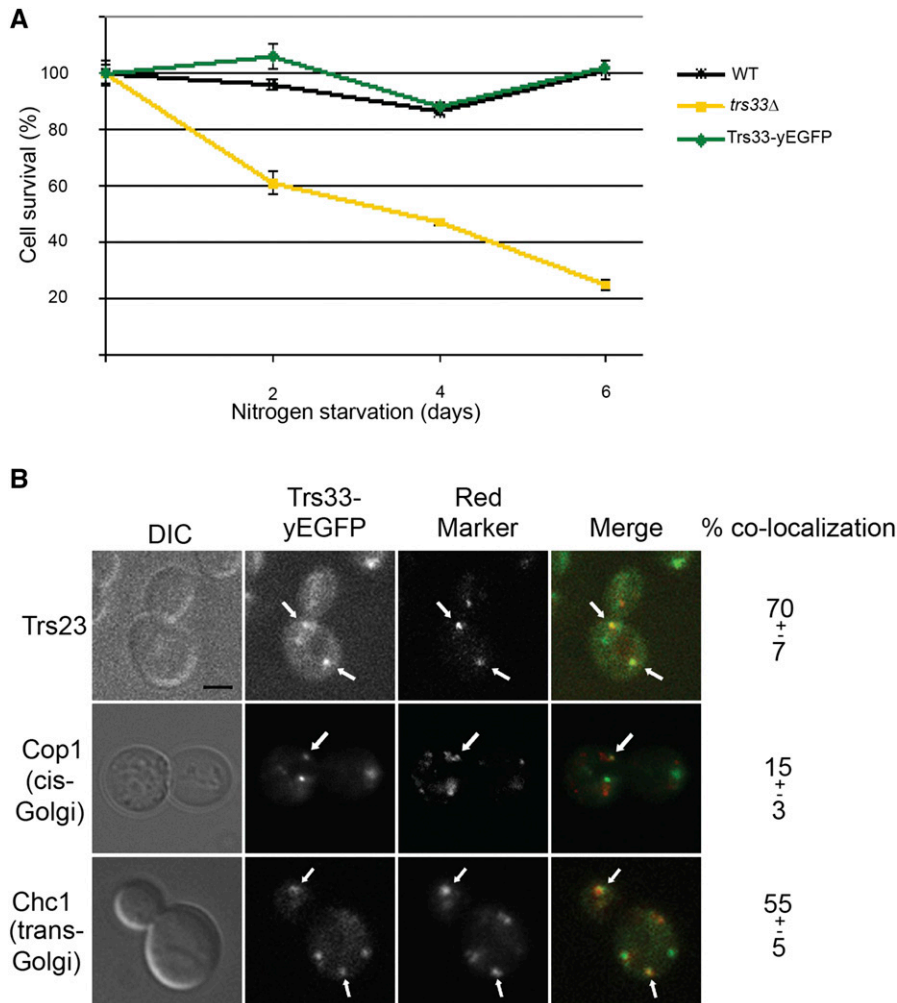 A
Cell survival (%)
100
80
60
40
20
2
4
6
Nitrogen starvation (days)
WT
trs33Δ
Trs33-yEGFP
B
DIC
Trs33-
yEGFP
Red
Marker
Merge
% co-localization
Trs23
70
+
-
7
Cop1
(cis-
Golgi)
15
+
-
3
Chc1
(trans-
Golgi)
55
+
-
5